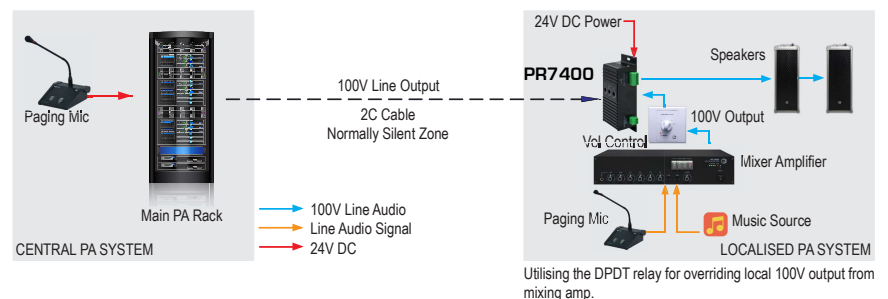 24V DC Power
Speakers
PR7400
100V Line Output
100V Output
Paging Mic
2C Cable
Normally Silent Zone
Vol Control
Mixer Amplifier
Main PA Rack
100V Line Audio
Line Audio Signal
24V DC
Paging Mic
Music Source
CENTRAL PA SYSTEM
LOCALISED PA SYSTEM
Utilising the DPDT relay for overriding local 100V output from
mixing amp.